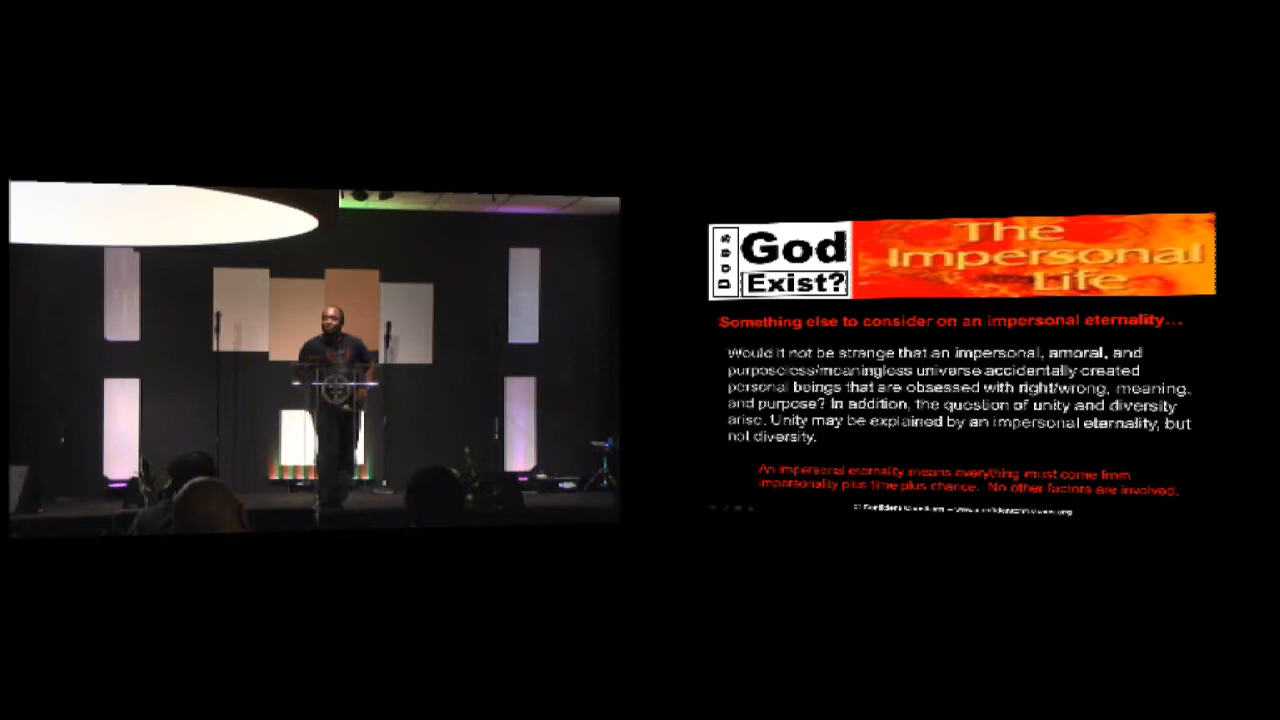 Does
God
Exist?
The
Impersonal
Life
Something else to consider on an impersonal eternality...
Would it not be strange that an impersonal, amoral, and
purposeless/meaningless universe accidentally created
personal beings that are obsessed with right/wrong, meaning,
and purpose? In addition, the question of unity and diversity
arise. Unity may be explained by an impersonal eternality, but
not diversity.
An impersonal eternality means everything must come from
impersonality plus time plus chance. No other factors are involved.